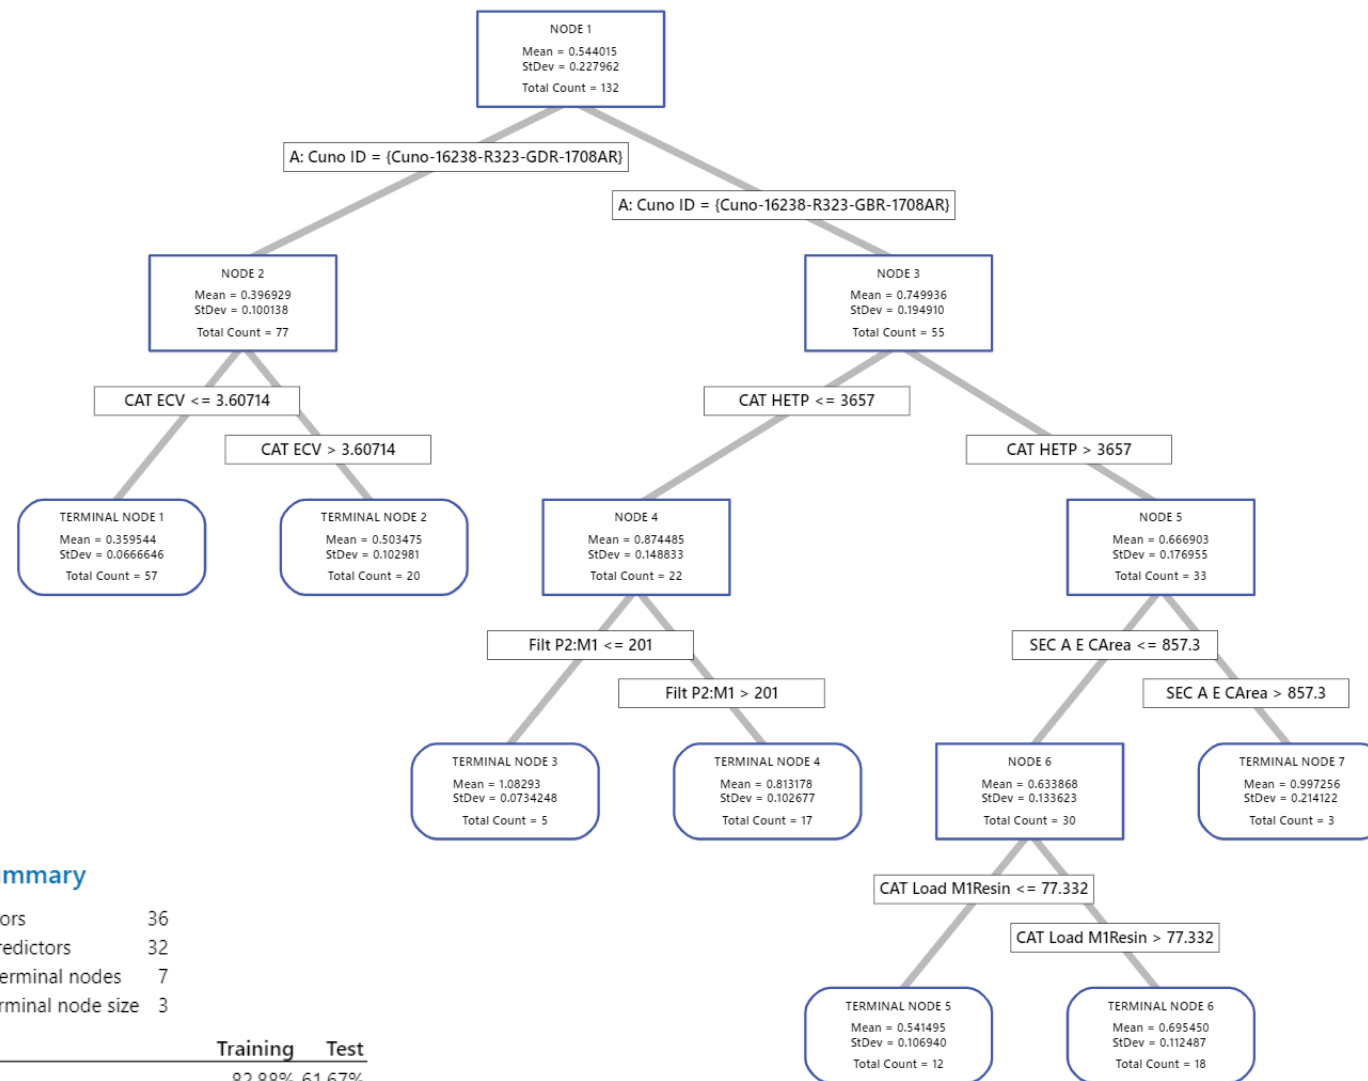 NODE 1
Mean = 0.544015
StDev = 0.227962
Total Count = 132
A: Cuno ID = {Cuno-16238-R323-GDR-1708AR}
A: Cuno ID = {Cuno-16238-R323-GBR-1708AR}
NODE 2
Mean = 0.396929
StDev = 0.100138
Total Count = 77
NODE 3
Mean = 0.749936
StDev = 0.194910
Total Count = 55
CAT ECV <= 3.60714
CAT ECV > 3.60714
CAT HETP <= 3657
CAT HETP > 3657
TERMINAL NODE 1
Mean = 0.359544
StDev = 0.0666646
Total Count = 57
TERMINAL NODE 2
Mean = 0.503475
StDev = 0.102981
Total Count = 20
NODE 4
Mean = 0.874485
StDev = 0.148833
Total Count = 22
NODE 5
Mean = 0.666903
StDev = 0.176955
Total Count = 33
Filt P2:M1 <= 201
Filt P2:M1 > 201
SEC A E CArea <= 857.3
SEC A E CArea > 857.3
TERMINAL NODE 3
Mean = 1.08293
StDev = 0.0734248
Total Count = 5
TERMINAL NODE 4
Mean = 0.813178
StDev = 0.102677
Total Count = 17
NODE 6
Mean = 0.633868
StDev = 0.133623
Total Count = 30
TERMINAL NODE 7
Mean = 0.997256
StDev = 0.214122
Total Count = 3
CAT Load M1Resin <= 77.332
CAT Load M1Resin > 77.332
TERMINAL NODE 5
Mean = 0.541495
StDev = 0.106940
Total Count = 12
TERMINAL NODE 6
Mean = 0.695450
StDev = 0.112487
Total Count = 18
ummary
ors 36
redictors 32
erminal nodes 7
rminal node size 3
Training Test
82.88% 61.67%